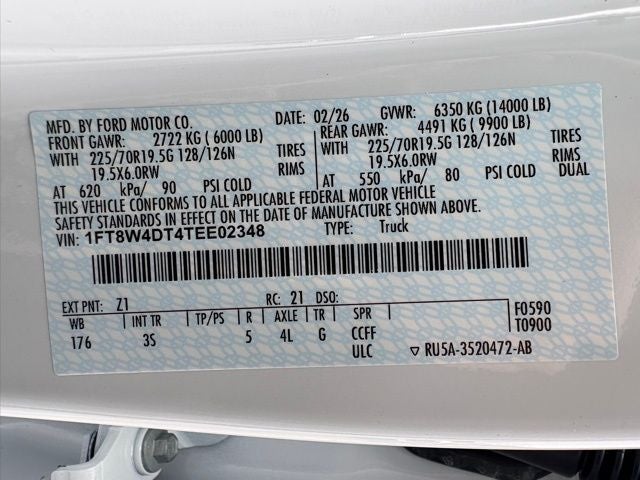 MFD. BY FORD MOTOR CO. DATE: 02/26 GVWR: 6350 KG (14000 LB)
FRONT GAWR: 2722 KG (6000 LB) REAR GAWR: 4491 KG (9900 LB)
WITH 225/70R19.5G 128/126N TIRES WITH 225/70R19.5G 128/126N TIRES
19.5X6.0RW RIMS 19.5X6.0RW RIMS
AT 620 kPa/ 90 PSI COLD AT 550 kPa/ 80 PSI COLD DUAL
THIS VEHICLE CONFORMS TO ALL APPLICABLE FEDERAL MOTOR VEHICLE
SAFETY STANDARDS IN EFFECT ON THE DATE OF MANUFACTURE SHOWN ABOVE.
VIN: 1FT8W4DT4TEE02348 TYPE: Truck
EXT PNT: Z1 RC: 21 DSO: F0590
WB INT TR TP/PS R AXLE TR SPR T0900
176 3S 5 4L G CCFF
ULC ▽ RU5A-3520472-AB